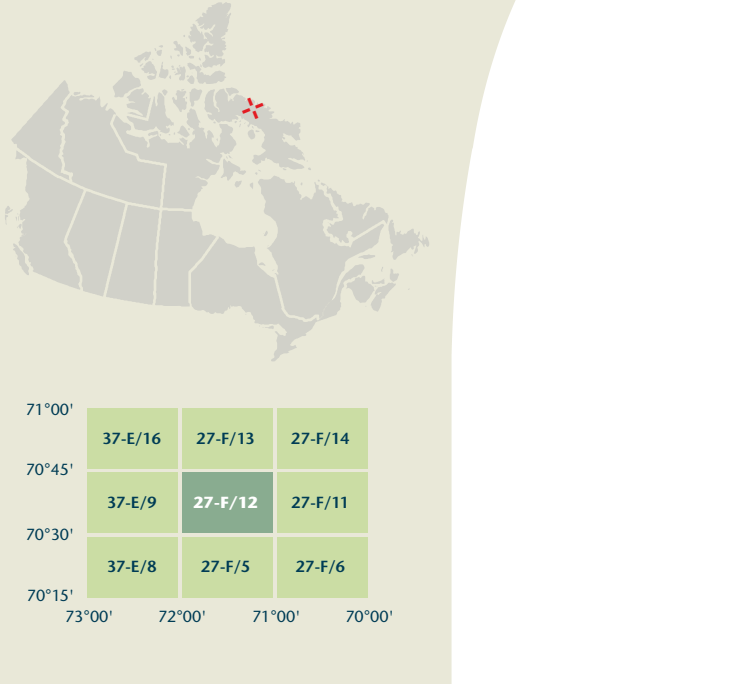 71°00'
37-E/16 27-F/13 27-F/14
70°45'
37-E/9 27-F/12 27-F/11
70°30'
37-E/8 27-F/5 27-F/6
70°15'
73°00' 72°00' 71°00' 70°00'